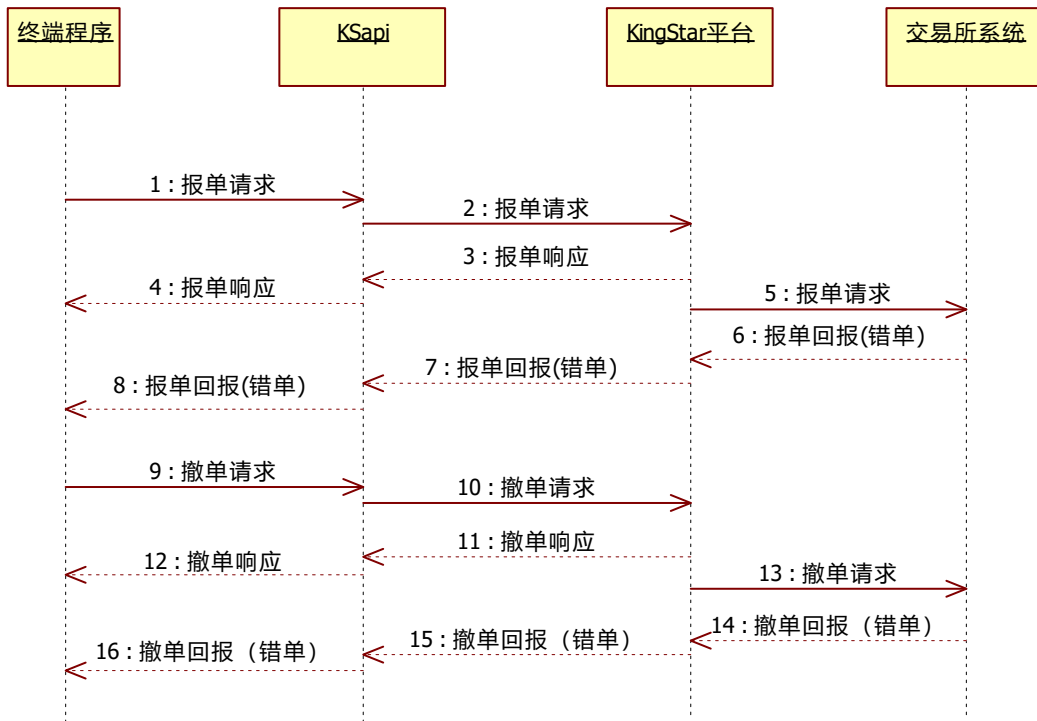 终端程序
KSapi
KingStar平台
交易所系统
1 : 报单请求
2 : 报单请求
3 : 报单响应
4 : 报单响应
5 : 报单请求
6 : 报单回报(错单)
7 : 报单回报(错单)
8 : 报单回报(错单)
9 : 撤单请求
10 : 撤单请求
11 : 撤单响应
12 : 撤单响应
13 : 撤单请求
14 : 撤单回报（错单）
15 : 撤单回报（错单）
16 : 撤单回报（错单）